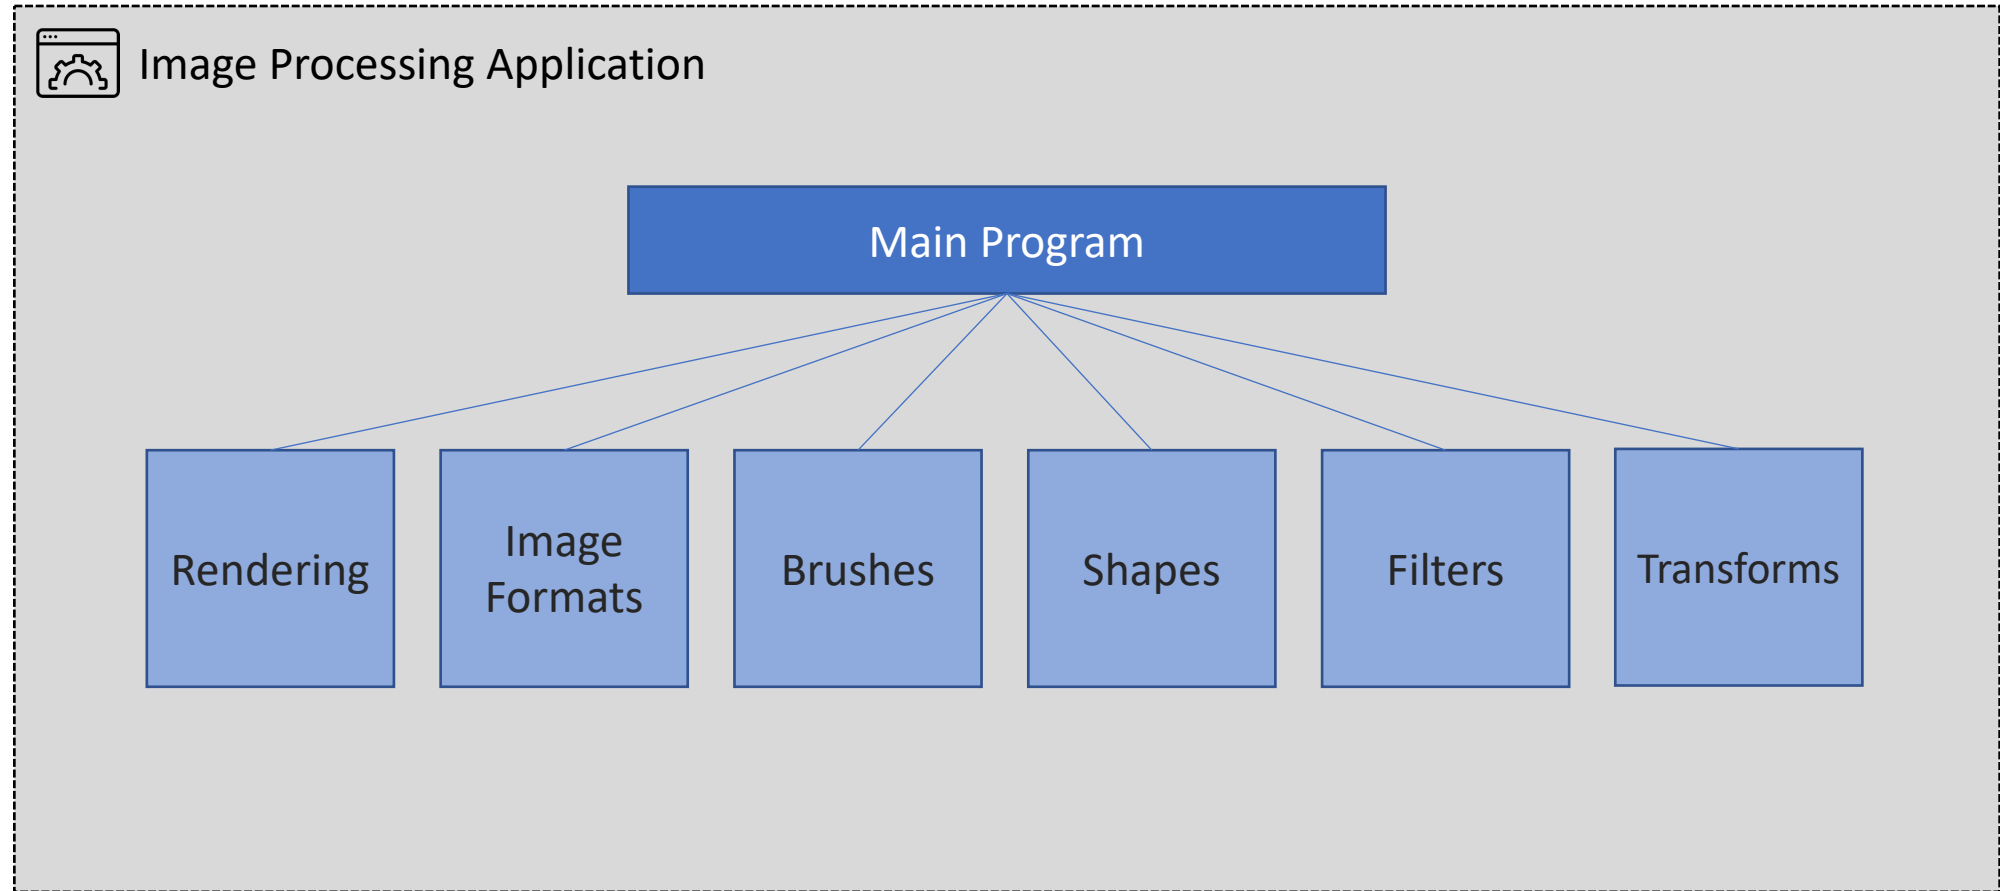 Image Processing Application
Main Program
Rendering
Image
Formats
Brushes
Shapes
Filters
Transforms